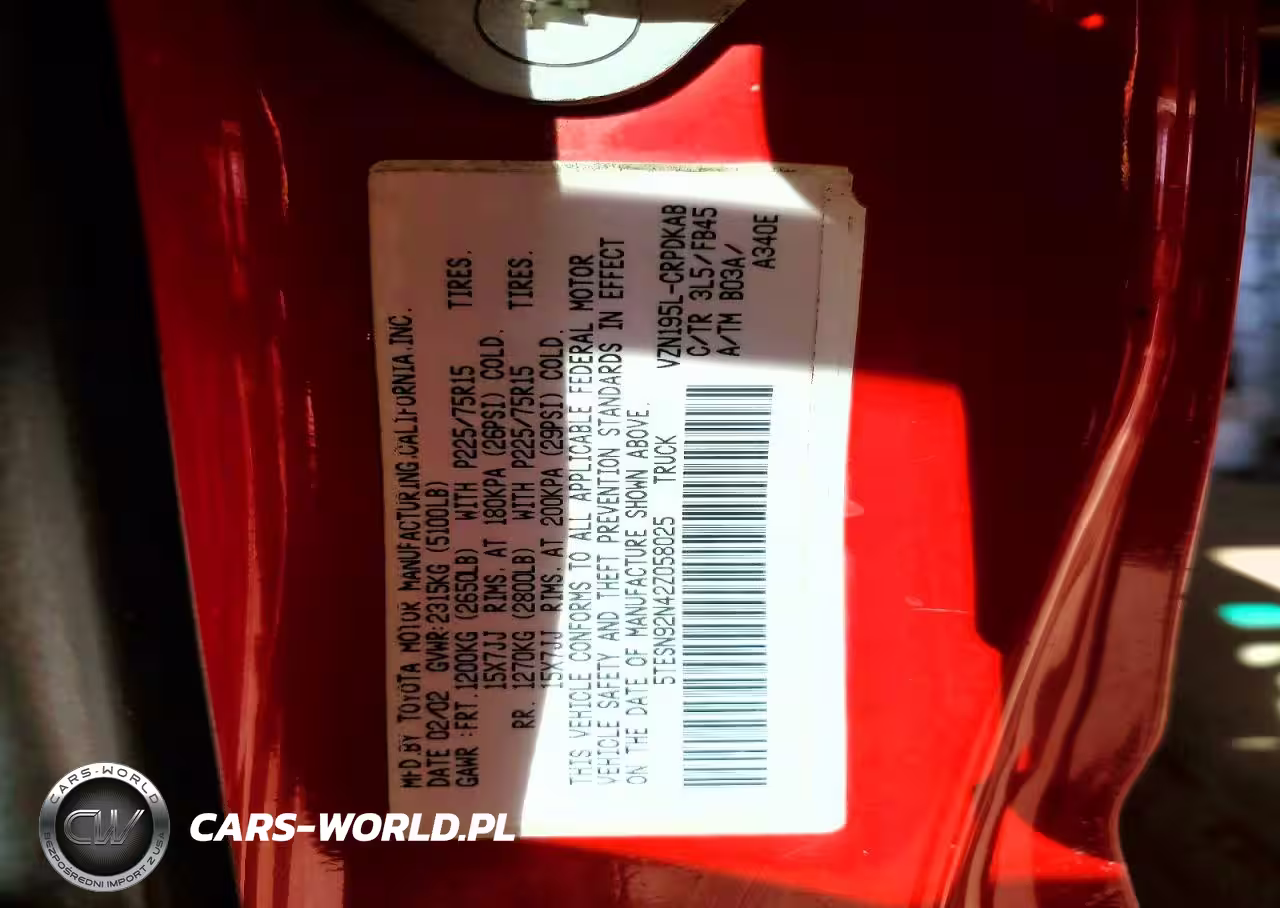 MFD.BY TOYOTA MOTOR MANUFACTURING,CALIFORNIA,INC.
DATE 02/02 GVWR:2315KG (5100LB)
GAWR :FRT.1200KG (2650LB) WITH P225/75R15 TIRES.
15X7JJ RIMS, AT 180KPA (26PSI) COLD.
RR. 1270KG (2800LB) WITH P225/75R15 TIRES.
15X7JJ RIMS, AT 200KPA (29PSI) COLD.
THIS VEHICLE CONFORMS TO ALL APPLICABLE FEDERAL MOTOR
VEHICLE SAFETY AND THEFT PREVENTION STANDARDS IN EFFECT
ON THE DATE OF MANUFACTURE SHOWN ABOVE.
5TESN92N42Z058025 TRUCK VZN195L-CRPDKAB
C/TR 3L5/FB45
A/TM B03A/
A340E
CARS-WORLD
CW
BEZPOŚREDNI IMPORT Z USA
CARS-WORLD.PL